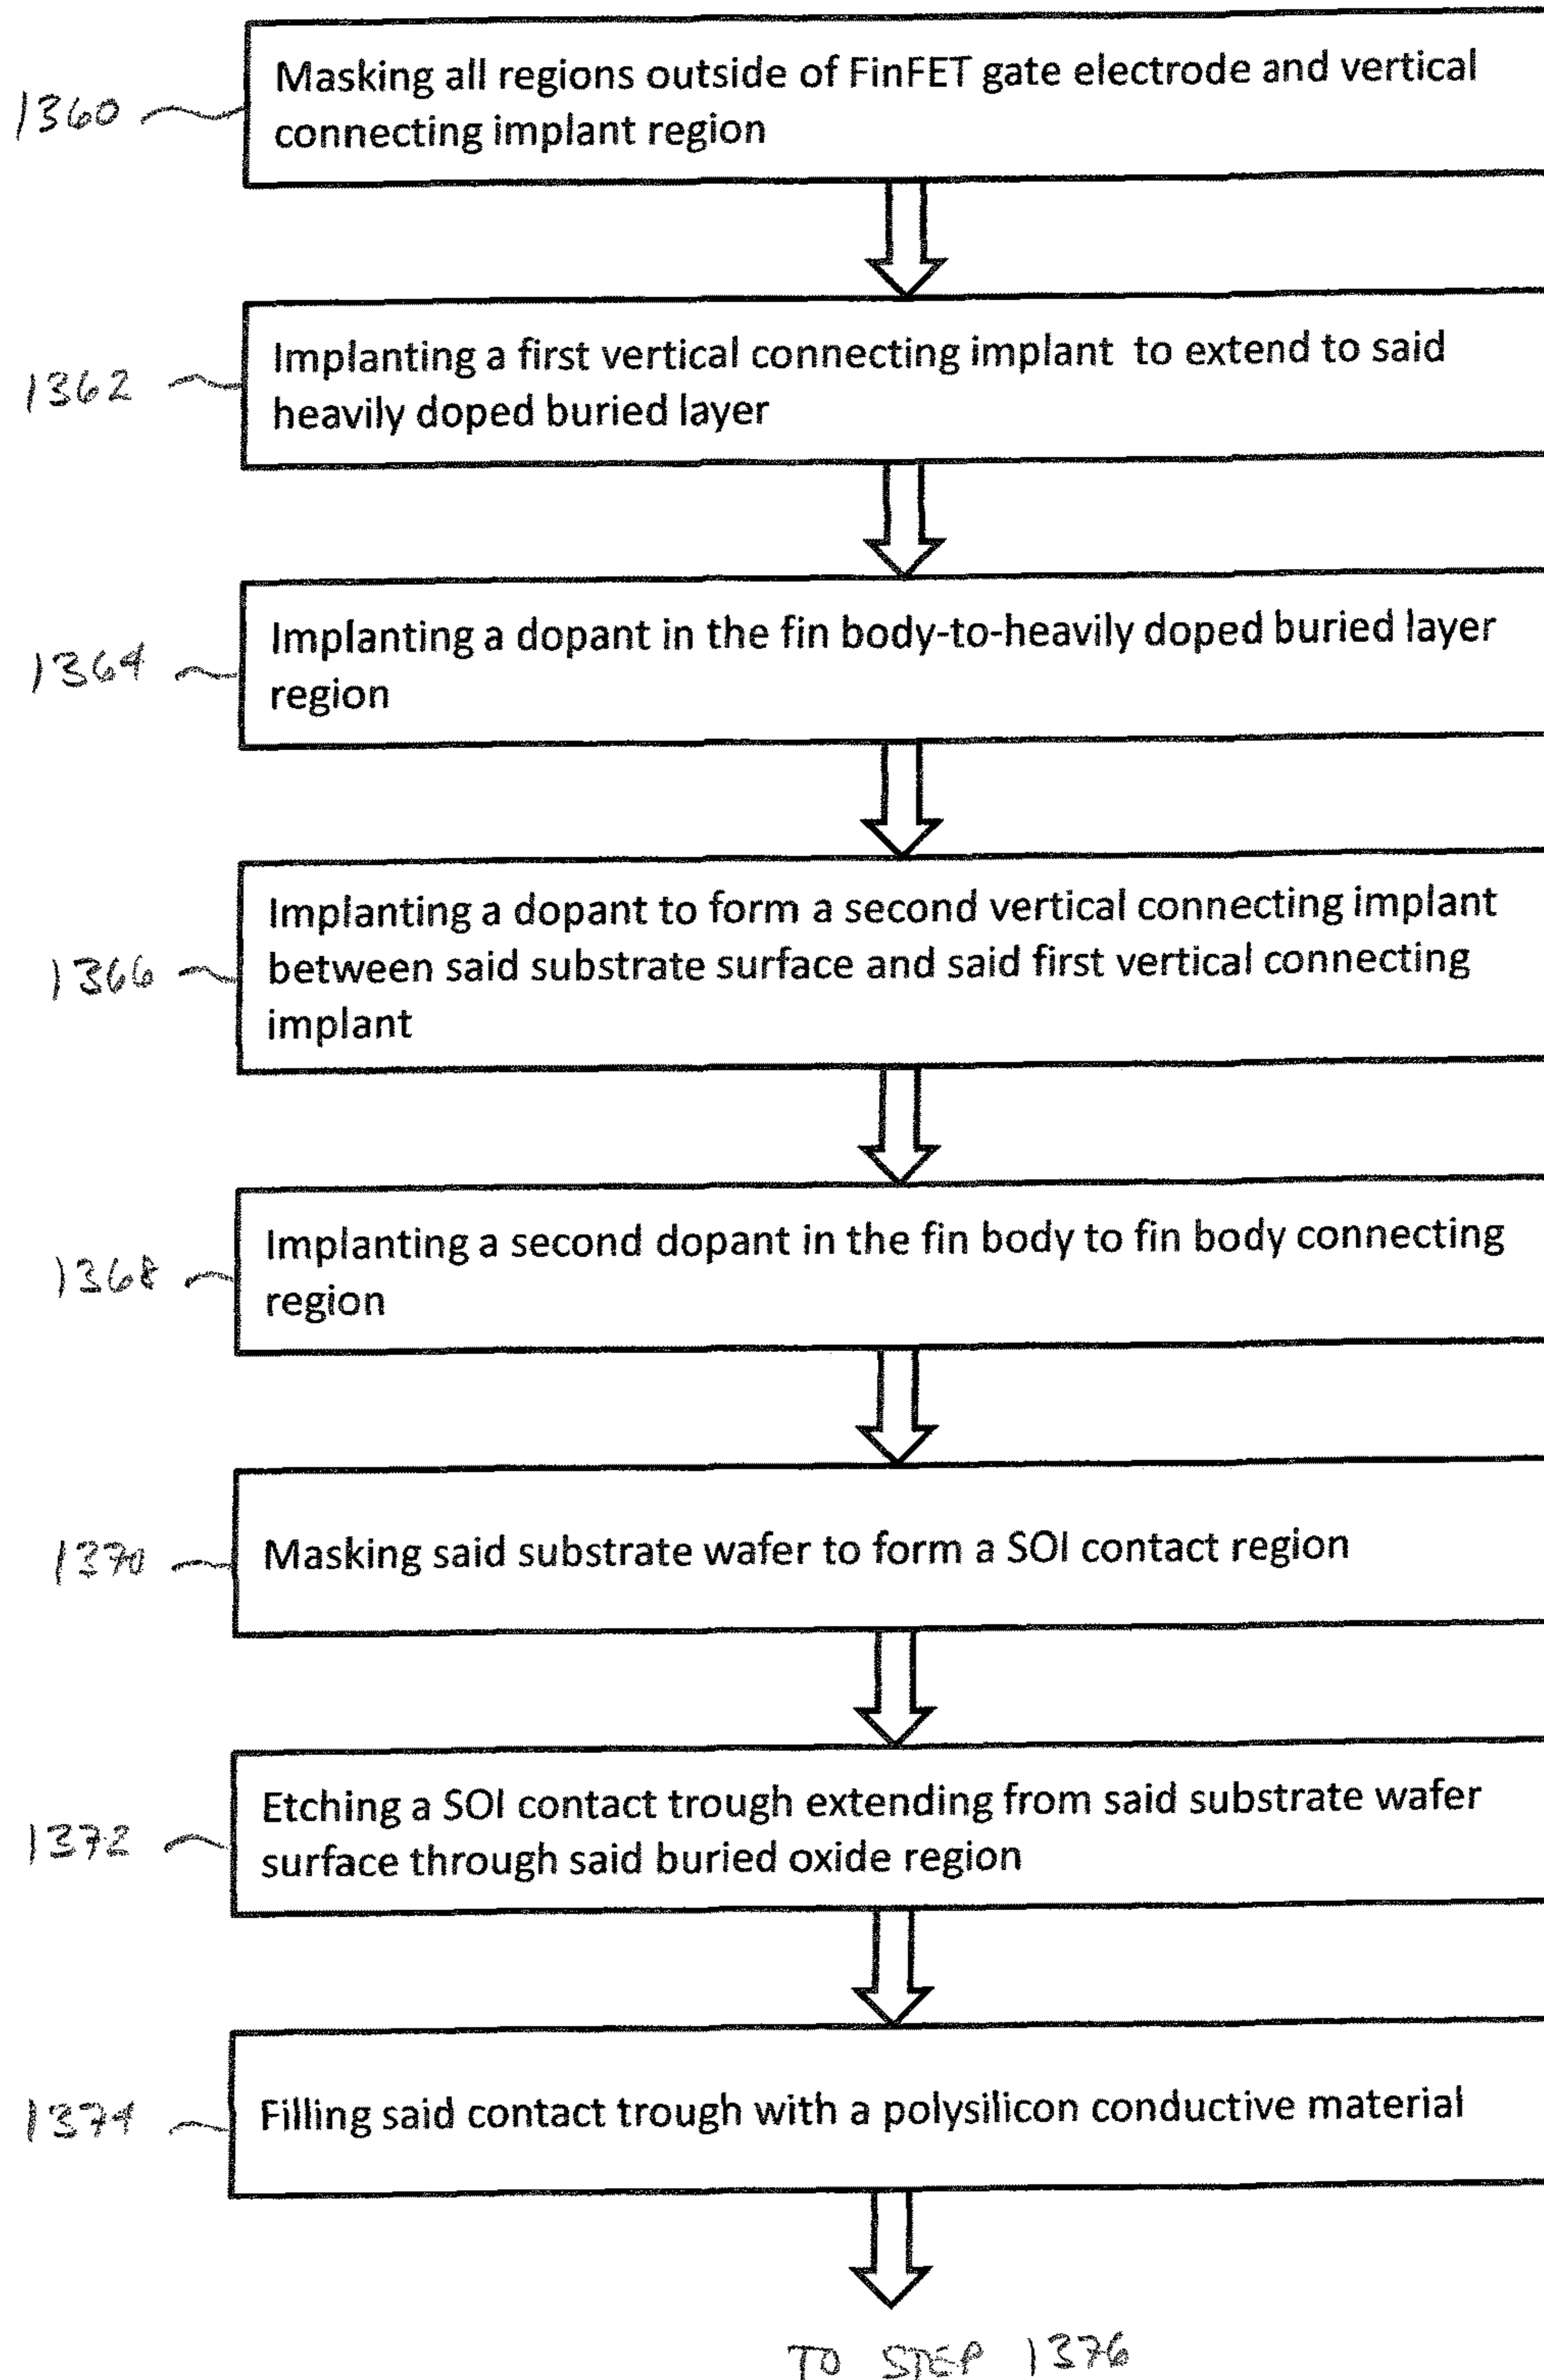 1360
Masking all regions outside of FinFET gate electrode and vertical
connecting implant region
1362
Implanting a first vertical connecting implant to extend to said
heavily doped buried layer
1364
Implanting a dopant in the fin body-to-heavily doped buried layer
region
1366
Implanting a dopant to form a second vertical connecting implant
between said substrate surface and said first vertical connecting
implant
1368
Implanting a second dopant in the fin body to fin body connecting
region
1370
Masking said substrate wafer to form a SOI contact region
1372
Etching a SOI contact trough extending from said substrate wafer
surface through said buried oxide region
1374
Filling said contact trough with a polysilicon conductive material
TO STEP 1376